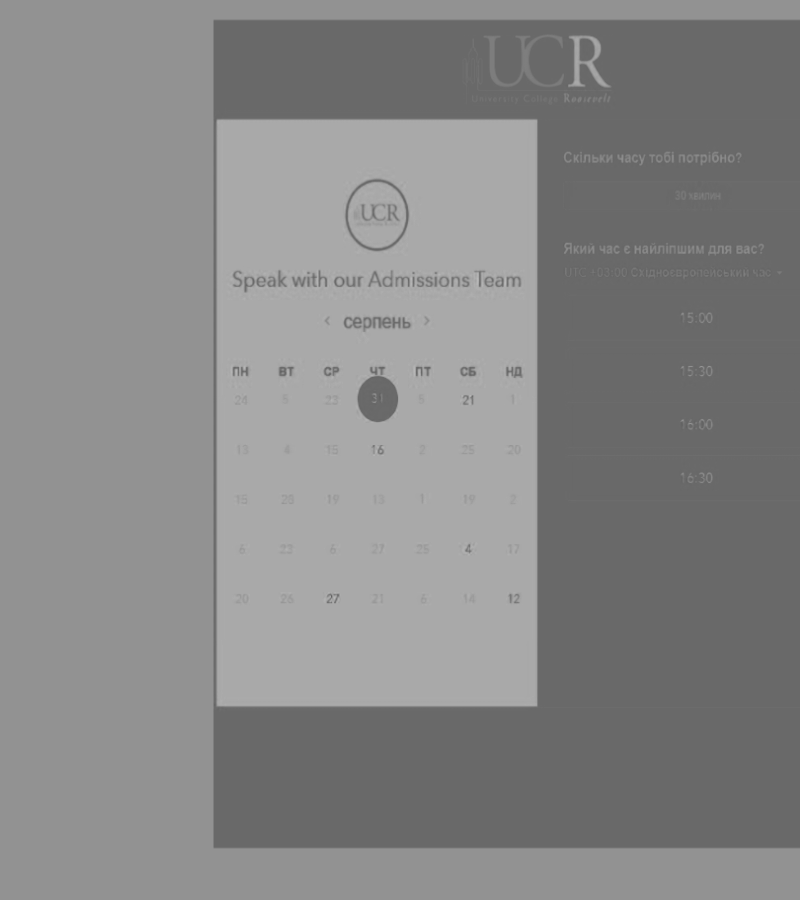 UCR
University College Roosevelt
UCR
Speak with our Admissions Team
‹ серпень ›
ПН ВТ СР ЧТ ПТ СБ НД
24 5 22 31 5 21 1
13 4 15 16 2 25 20
15 28 19 13 1 19 2
6 22 6 27 25 4 17
20 26 27 21 6 14 12
Скільки часу тобі потрібно?
30 хвилин
Який час є найліпшим для вас?
UTC +03:00 Східноєвропейський час
15:00
15:30
16:00
16:30